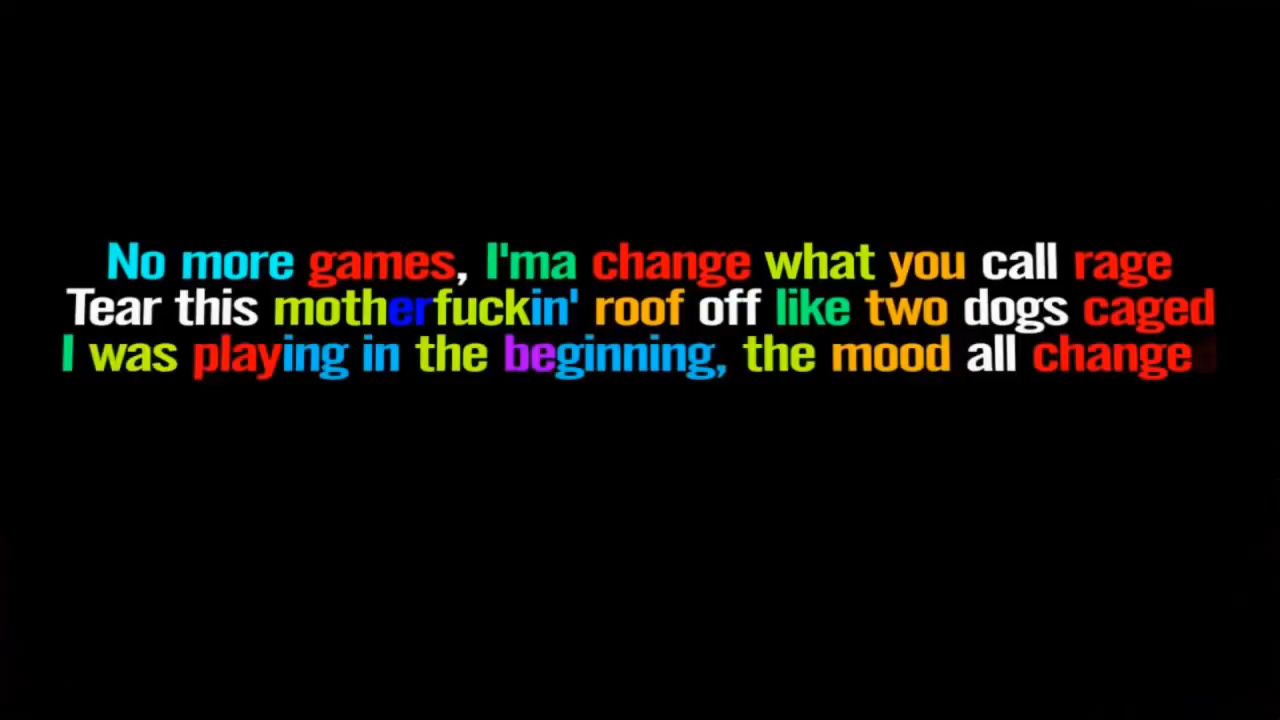 No more games, I'ma change what you call rage
Tear this motherfuckin' roof off like two dogs caged
I was playing in the beginning, the mood all change